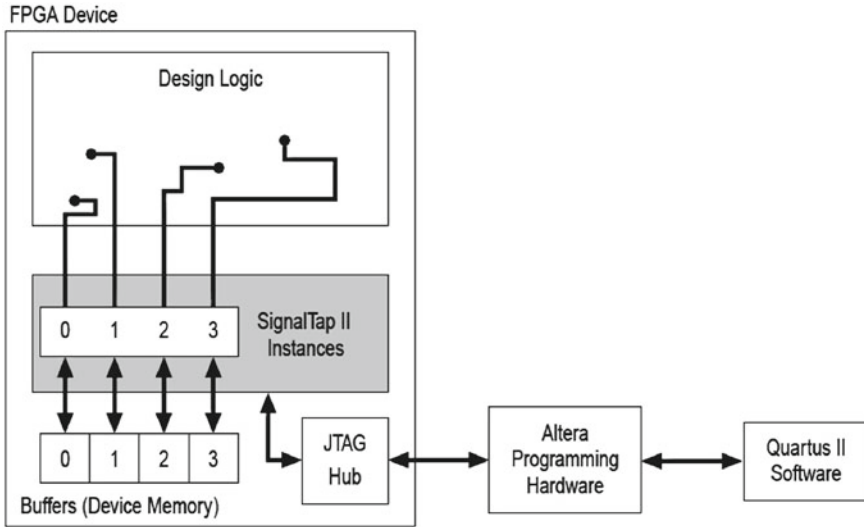 FPGA Device
Design Logic
0 1 2 3
SignalTap II
Instances
0 1 2 3
Buffers (Device Memory)
JTAG
Hub
Altera
Programming
Hardware
Quartus II
Software